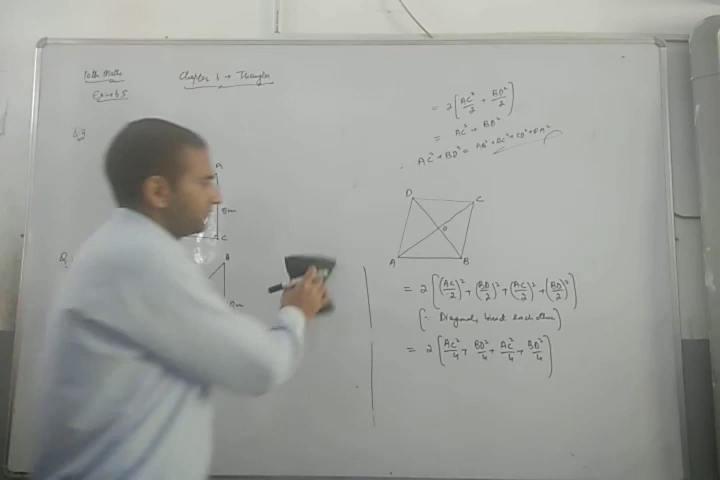 10th Maths
Chapter 6 → Triangles
Ex:- 6.5
A
8m
C
B
D
C
O
A
B
= 2[(AC/2)² + (BD/2)² + (AC/2)² + (BD/2)²]
(∵ Diagonals bisect each other)
= 2[AC²/4 + BD²/4 + AC²/4 + BD²/4]
= 2[AC²/2 + BD²/2]
= AC² + BD²
∴ AC² + BD² = AB² + BC² + CD² + DA²